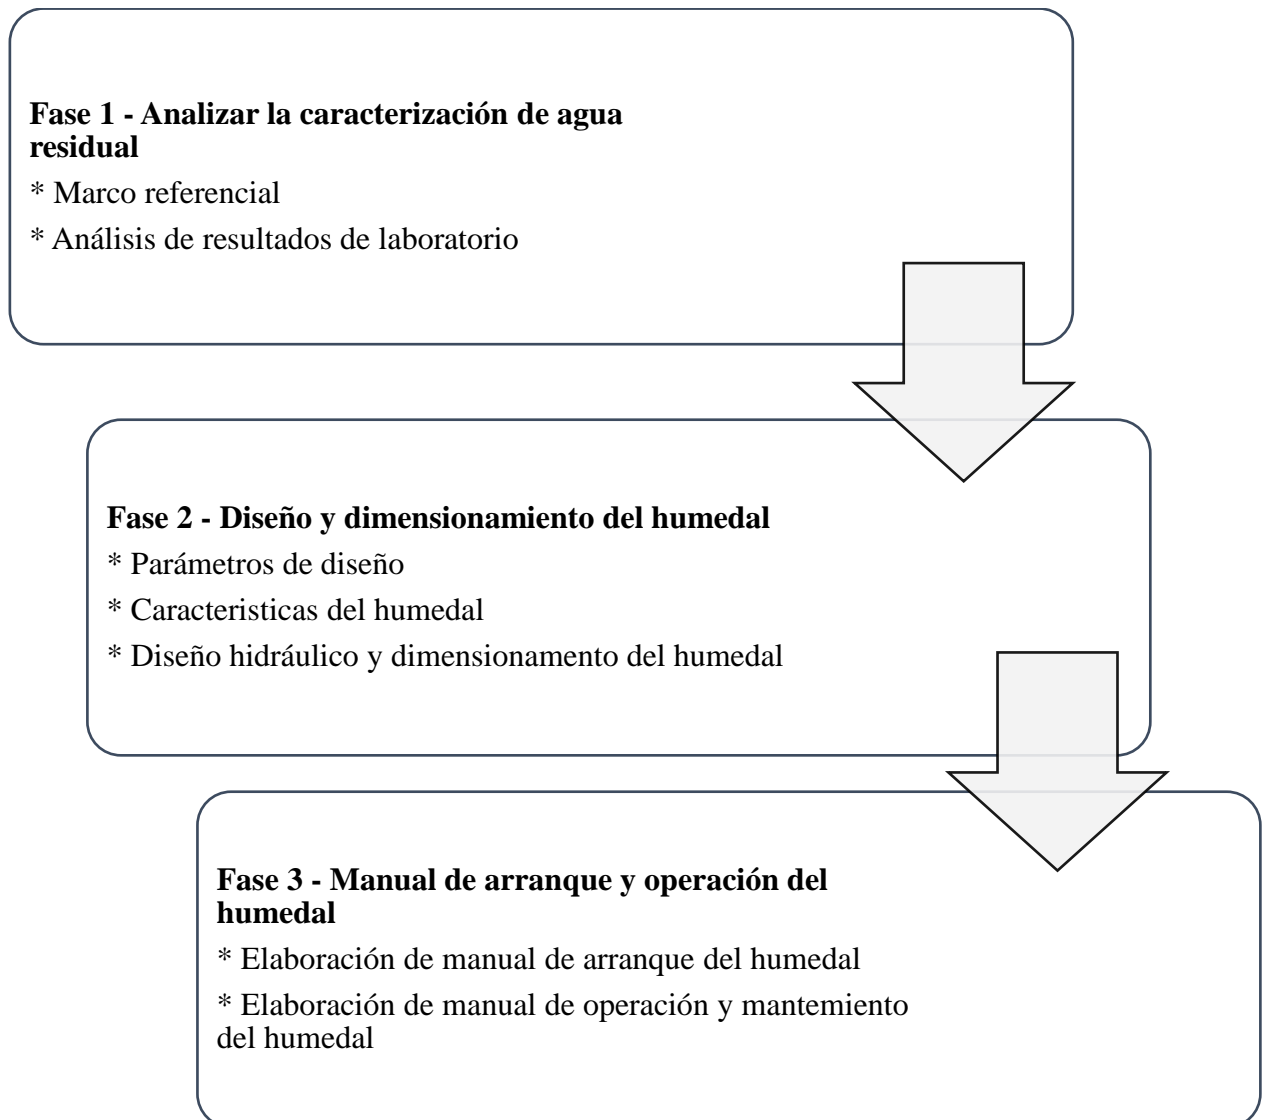 Fase 1 - Analizar la caracterización de agua
residual
* Marco referencial
* Análisis de resultados de laboratorio
Fase 2 - Diseño y dimensionamiento del humedal
* Parámetros de diseño
* Caracteristicas del humedal
* Diseño hidráulico y dimensionamento del humedal
Fase 3 - Manual de arranque y operación del
humedal
* Elaboración de manual de arranque del humedal
* Elaboración de manual de operación y mantemiento
del humedal